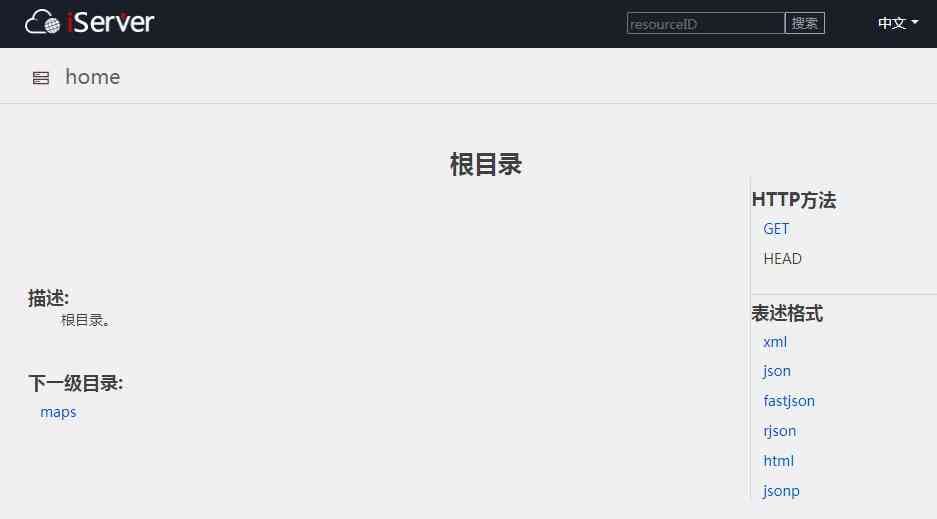 iServer
resourceID 搜索 中文
home
根目录
描述:
根目录。
下一级目录:
maps
HTTP方法
GET
HEAD
表述格式
xml
json
fastjson
rjson
html
jsonp